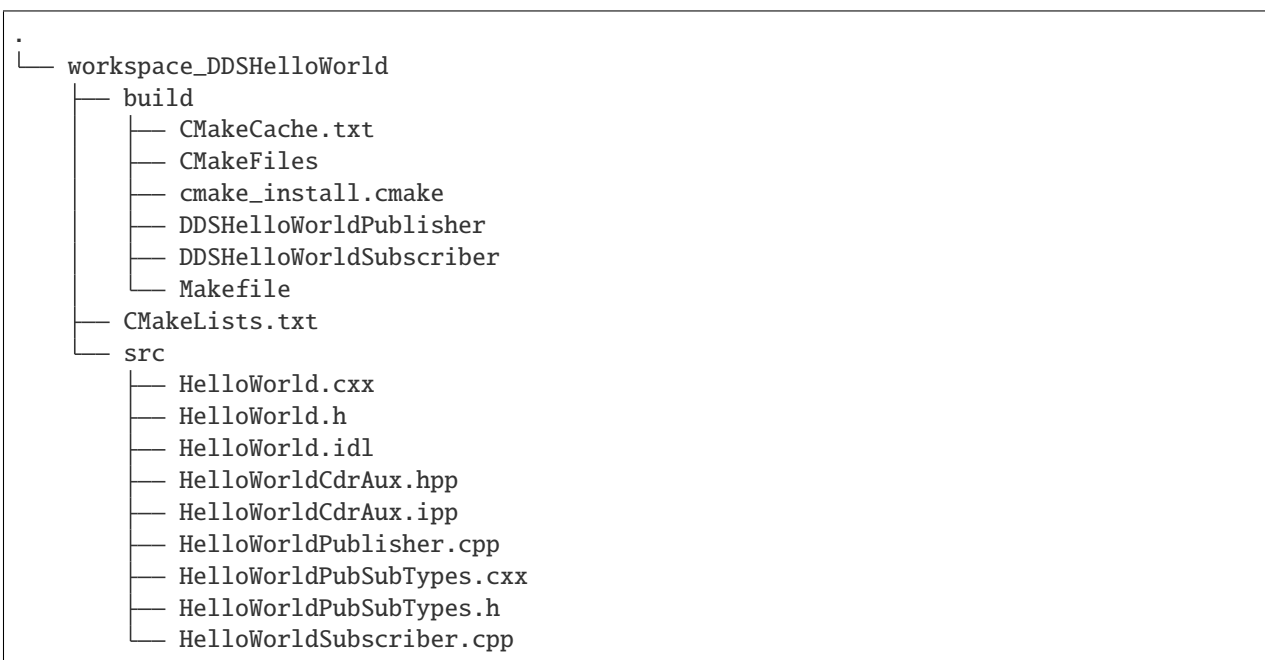 .
└── workspace_DDSHelloWorld
    ├── build
    │   ├── CMakeCache.txt
    │   ├── CMakeFiles
    │   ├── cmake_install.cmake
    │   ├── DDSHelloWorldPublisher
    │   ├── DDSHelloWorldSubscriber
    │   └── Makefile
    ├── CMakeLists.txt
    └── src
        ├── HelloWorld.cxx
        ├── HelloWorld.h
        ├── HelloWorld.idl
        ├── HelloWorldCdrAux.hpp
        ├── HelloWorldCdrAux.ipp
        ├── HelloWorldPublisher.cpp
        ├── HelloWorldPubSubTypes.cxx
        ├── HelloWorldPubSubTypes.h
        └── HelloWorldSubscriber.cpp